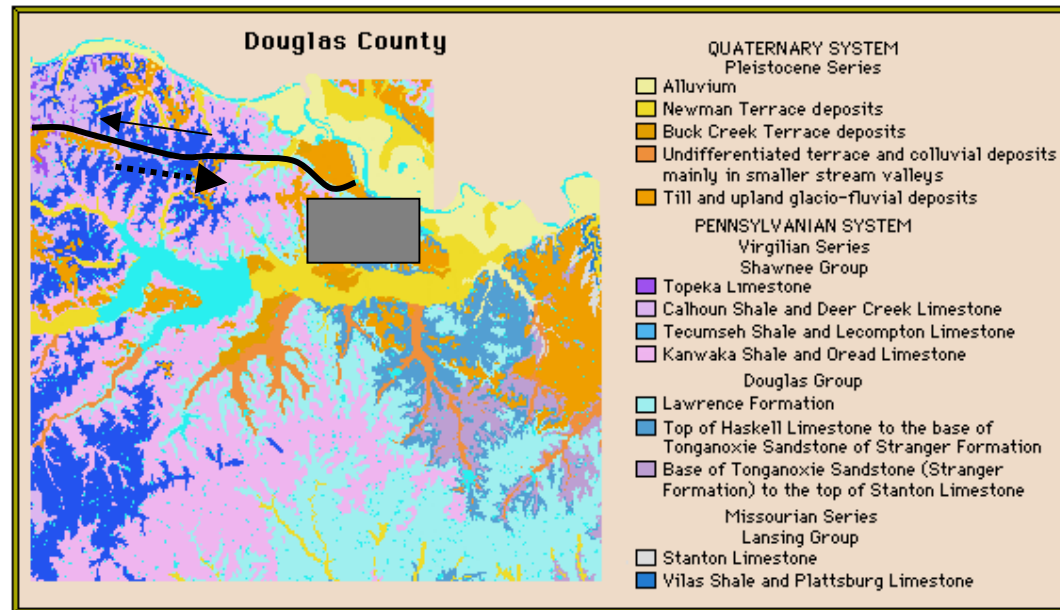 Douglas County
QUATERNARY SYSTEM
Pleistocene Series
Alluvium
Newman Terrace deposits
Buck Creek Terrace deposits
Undifferentiated terrace and colluvial deposits
mainly in smaller stream valleys
Till and upland glacio-fluvial deposits
PENNSYLVANIAN SYSTEM
Virgilian Series
Shawnee Group
Topeka Limestone
Calhoun Shale and Deer Creek Limestone
Tecumseh Shale and Lecompton Limestone
Kanwaka Shale and Oread Limestone
Douglas Group
Lawrence Formation
Top of Haskell Limestone to the base of
Tonganoxie Sandstone of Stranger Formation
Base of Tonganoxie Sandstone (Stranger
Formation) to the top of Stanton Limestone
Missourian Series
Lansing Group
Stanton Limestone
Vilas Shale and Plattsburg Limestone